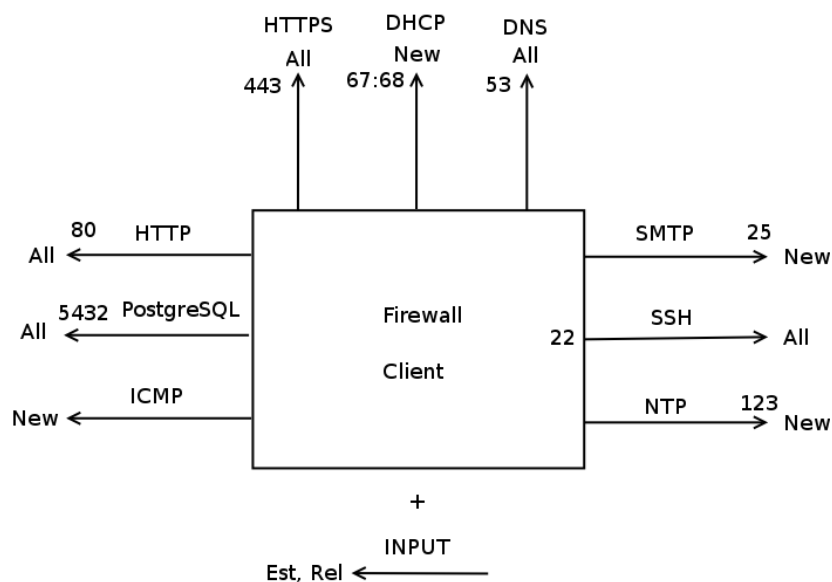 HTTPS
All
443
DHCP
New
67:68
DNS
All
53
80
HTTP
All
5432
PostgreSQL
All
ICMP
New
Firewall
Client
SMTP
25
New
22
SSH
All
NTP
123
New
+
INPUT
Est, Rel